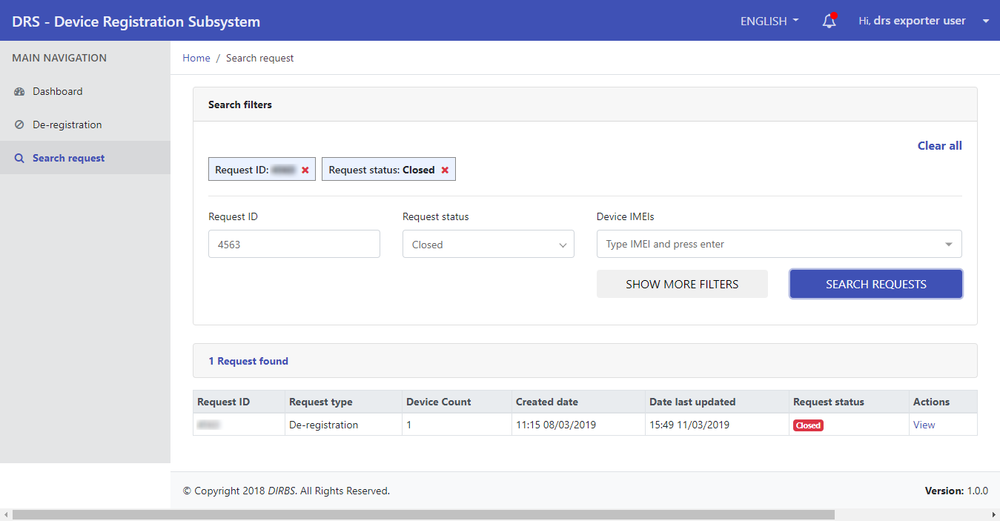 DRS - Device Registration Subsystem
ENGLISH
Hi, drs exporter user
MAIN NAVIGATION
Dashboard
De-registration
Search request
Home / Search request
Search filters
Clear all
Request ID:
Request status: Closed
Request ID
Request status
Device IMEIs
4563
Closed
Type IMEI and press enter
SHOW MORE FILTERS
SEARCH REQUESTS
1 Request found
Request ID Request type Device Count Created date Date last updated Request status Actions
De-registration 1 11:15 08/03/2019 15:49 11/03/2019 Closed View
© Copyright 2018 DIRBS. All Rights Reserved.
Version: 1.0.0